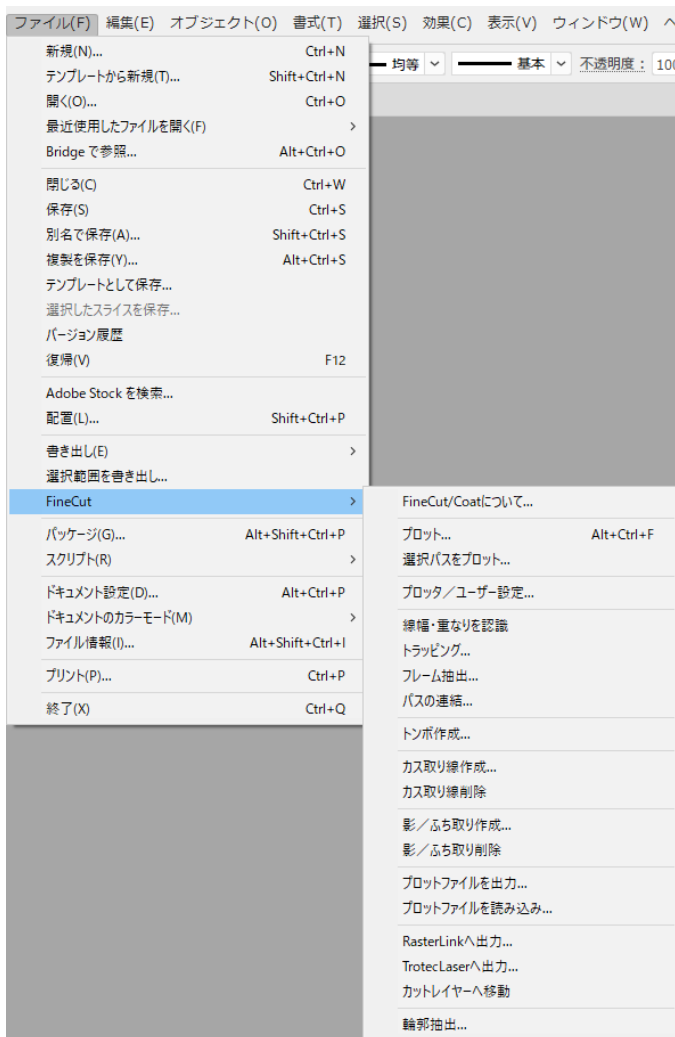 ファイル(F) 編集(E) オブジェクト(O) 書式(T) 選択(S) 効果(C) 表示(V) ウィンドウ(W) ヘ
均等 基本 不透明度： 100
新規(N)... Ctrl+N
テンプレートから新規(T)... Shift+Ctrl+N
開く(O)... Ctrl+O
最近使用したファイルを開く(F) >
Bridge で参照... Alt+Ctrl+O
閉じる(C) Ctrl+W
保存(S) Ctrl+S
別名で保存(A)... Shift+Ctrl+S
複製を保存(Y)... Alt+Ctrl+S
テンプレートとして保存...
選択したスライスを保存...
バージョン履歴
復帰(V) F12
Adobe Stock を検索...
配置(L)... Shift+Ctrl+P
書き出し(E) >
選択範囲を書き出し...
FineCut >
パッケージ(G)... Alt+Shift+Ctrl+P
スクリプト(R) >
ドキュメント設定(D)... Alt+Ctrl+P
ドキュメントのカラーモード(M) >
ファイル情報(I)... Alt+Shift+Ctrl+I
プリント(P)... Ctrl+P
終了(X) Ctrl+Q
FineCut/Coatについて...
プロット... Alt+Ctrl+F
選択パスをプロット...
プロッタ／ユーザー設定...
線幅・重なりを認識
トラッピング...
フレーム抽出...
パスの連結...
トンボ作成...
カス取り線作成...
カス取り線削除
影／ふち取り作成...
影／ふち取り削除
プロットファイルを出力...
プロットファイルを読み込み...
RasterLinkへ出力...
TrotecLaserへ出力...
カットレイヤーへ移動
輪郭抽出...